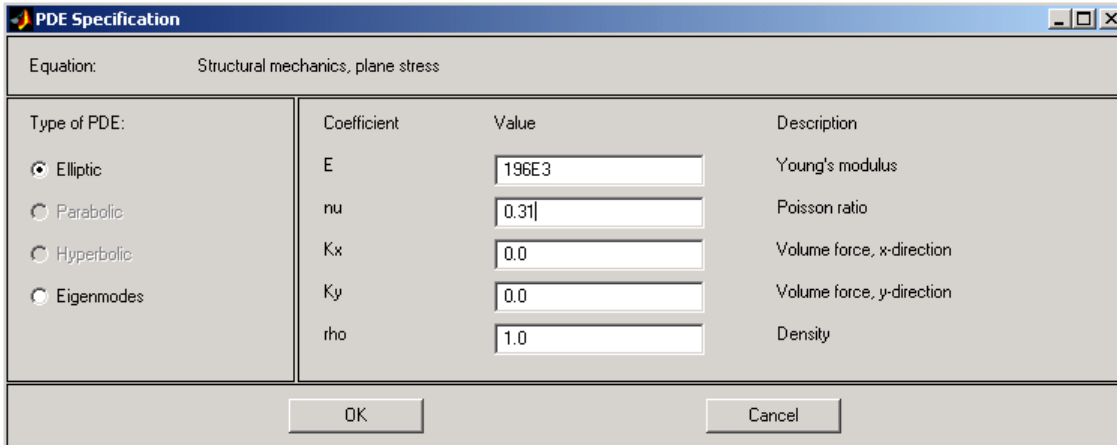 PDE Specification
Equation: Structural mechanics, plane stress
Type of PDE: Coefficient Value Description
Elliptic E 196E3 Young's modulus
Parabolic nu 0.31 Poisson ratio
Hyperbolic Kx 0.0 Volume force, x-direction
Eigenmodes Ky 0.0 Volume force, y-direction
rho 1.0 Density
OK Cancel